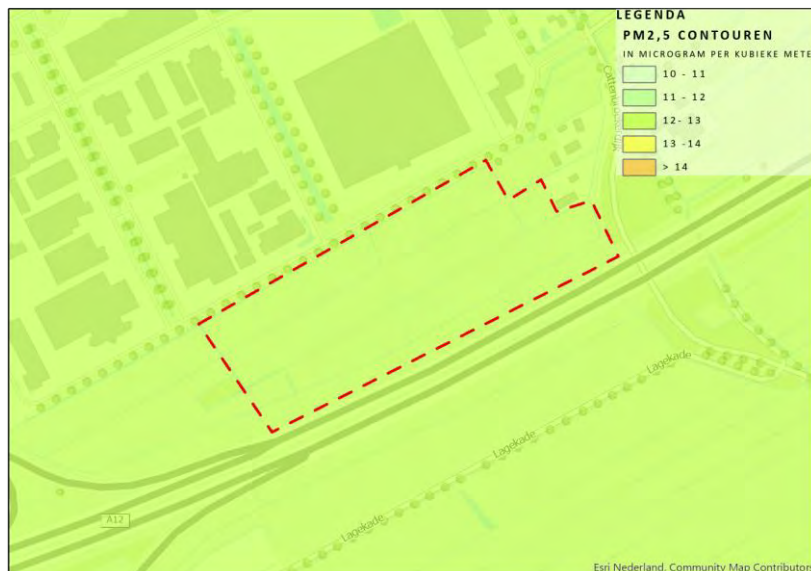 LEGENDA
PM2,5 CONTOUREN
IN MICROGRAM PER KUBIEKE METE
10 - 11
11 - 12
12- 13
13 -14
> 14
Lagekade
Lagekade
Lagekade
A12
Esri Nederland, Community Map Contributor